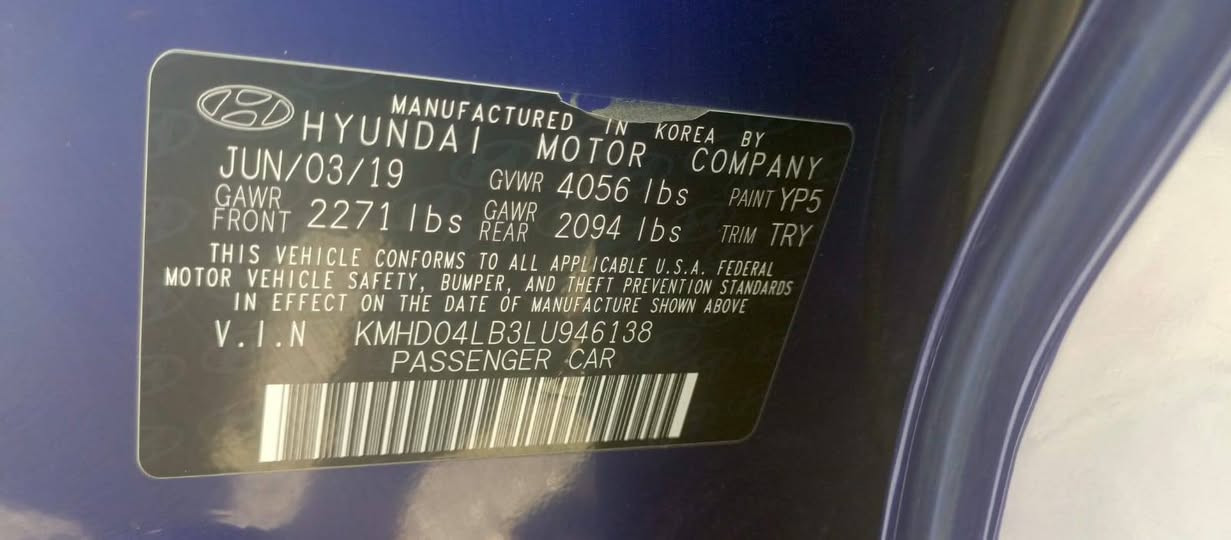 MANUFACTURED IN KOREA BY
HYUNDAI MOTOR COMPANY
JUN/03/19 GVWR 4056 lbs PAINT YP5
GAWR FRONT 2271 lbs GAWR REAR 2094 lbs TRIM TRY
THIS VEHICLE CONFORMS TO ALL APPLICABLE U.S.A. FEDERAL
MOTOR VEHICLE SAFETY, BUMPER, AND THEFT PREVENTION STANDARDS
IN EFFECT ON THE DATE OF MANUFACTURE SHOWN ABOVE
V.I.N KMHD04LB3LU946138
PASSENGER CAR